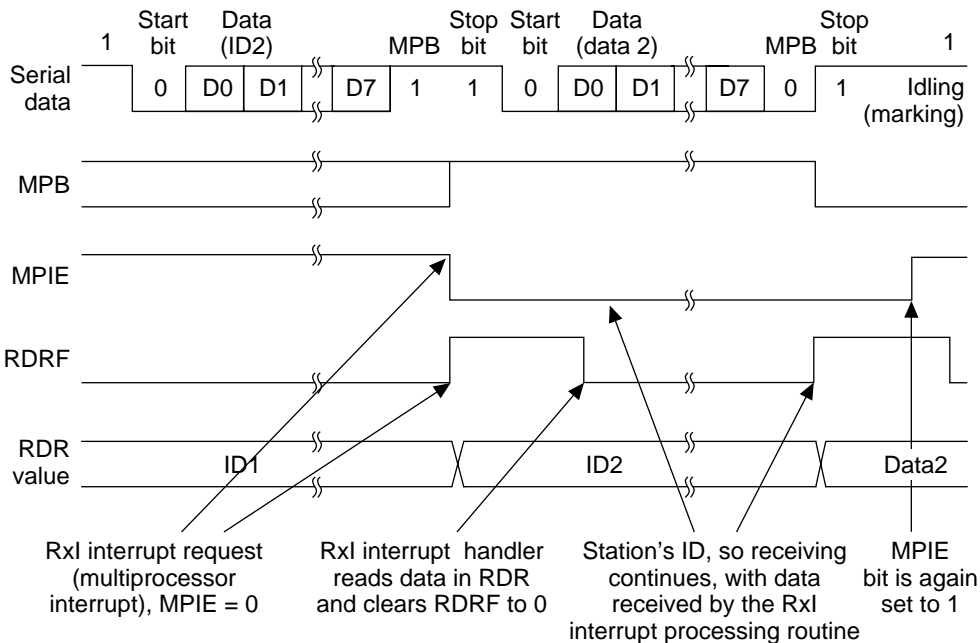 Start Data Stop Start Data Stop
1 bit (ID2) MPB bit bit (data 2) MPB bit 1
Serial data
0 D0 D1 D7 1 1 0 D0 D1 D7 0 1 Idling (marking)
MPB
MPIE
RDRF
RDR value
ID1 ID2 Data2
RxI interrupt request
(multiprocessor
interrupt), MPIE = 0
RxI interrupt handler
reads data in RDR
and clears RDRF to 0
Station's ID, so receiving
continues, with data
received by the RxI
interrupt processing routine
MPIE
bit is again
set to 1